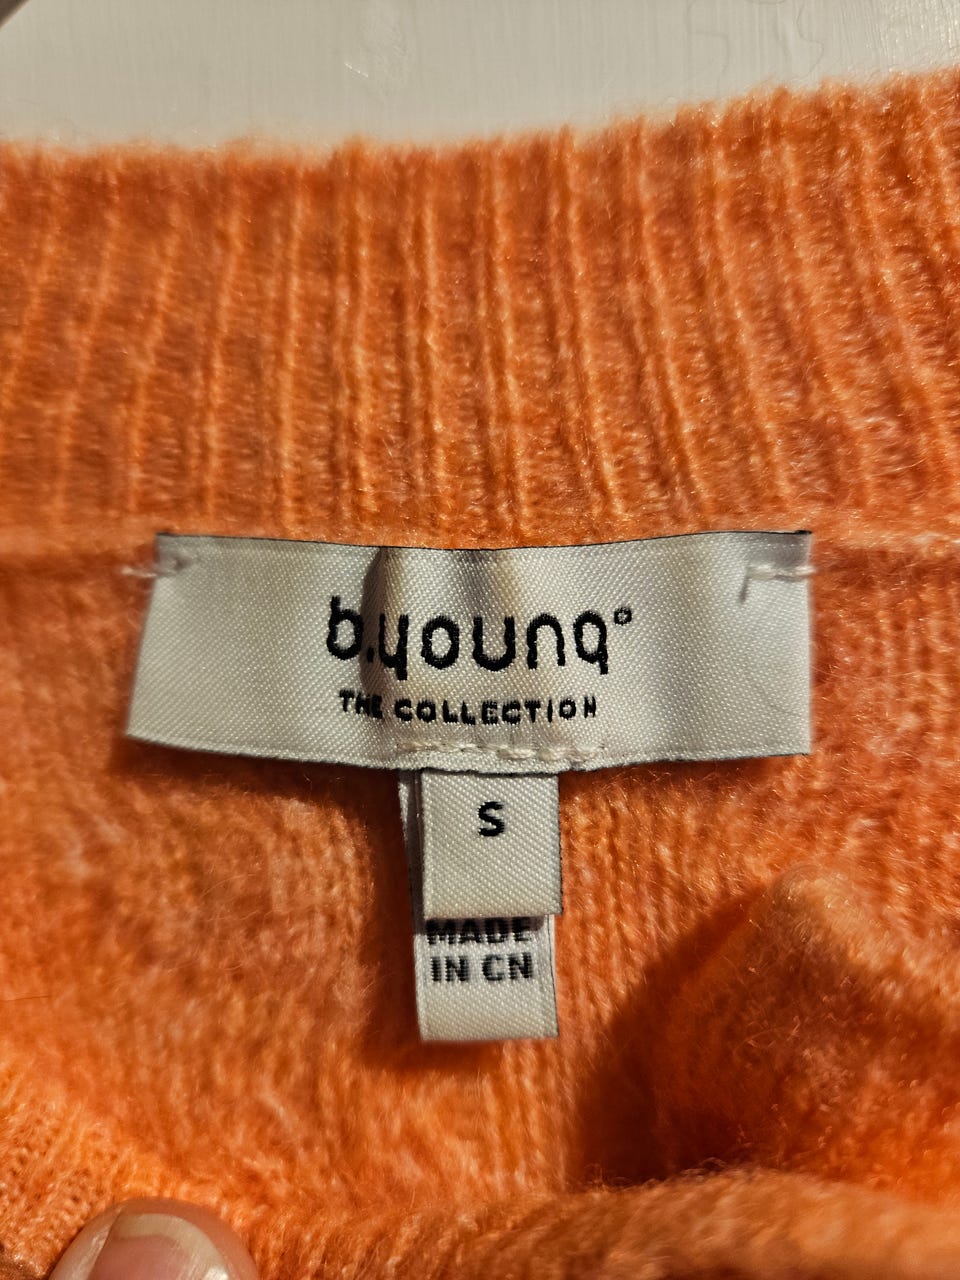 b.young°
THE COLLECTION
S
MADE
IN CN